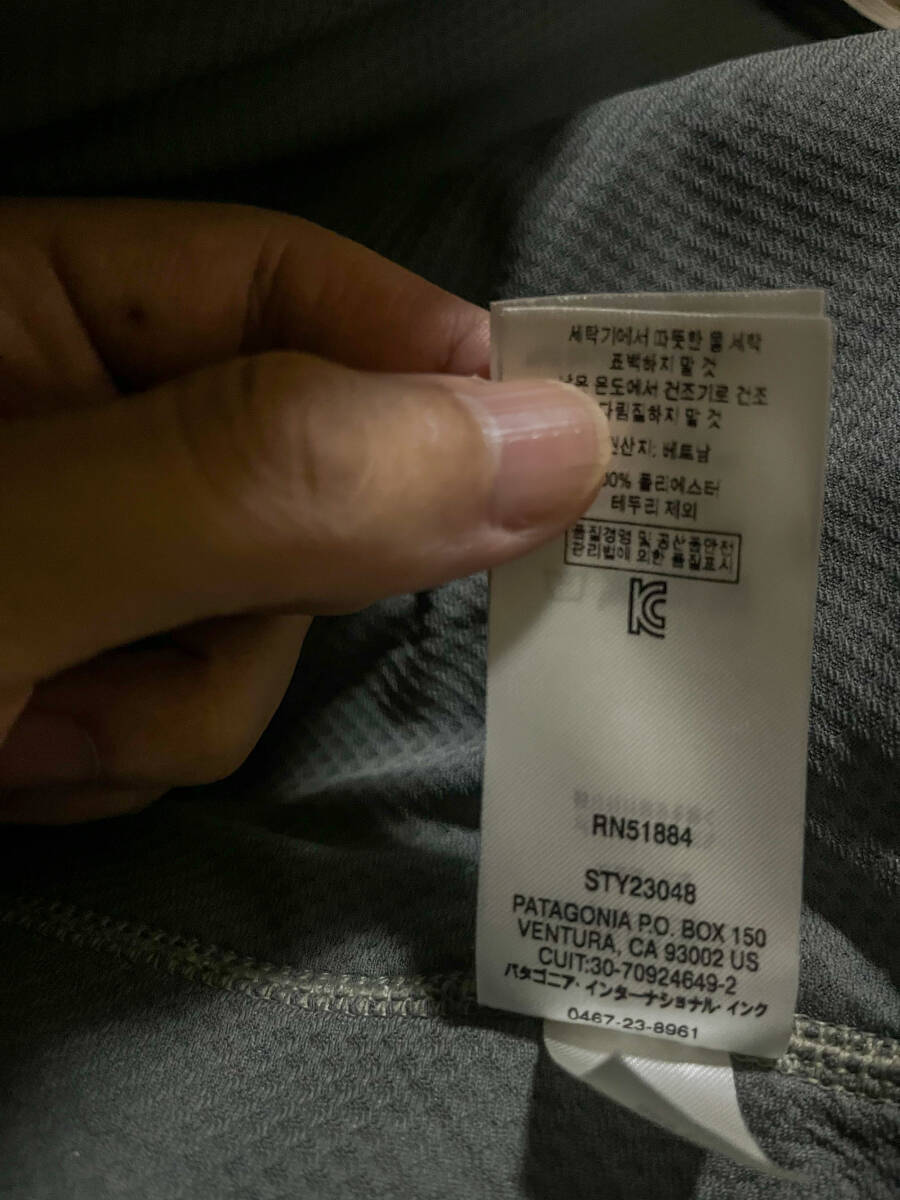 세탁기에서 따뜻한 물 세탁
표백하지 말 것
온도에서 건조기로 건조
다림질하지 말 것
베트남
폴리에스터
테두리 제외
품질경영 및 공산품안전
관리법에 의한 품질표시
KC
RN51884
STY23048
PATAGONIA P.O. BOX 150
VENTURA, CA 93002 US
CUIT:30-70924649-2
パタゴニア・インターナショナル・インク
0467-23-8961